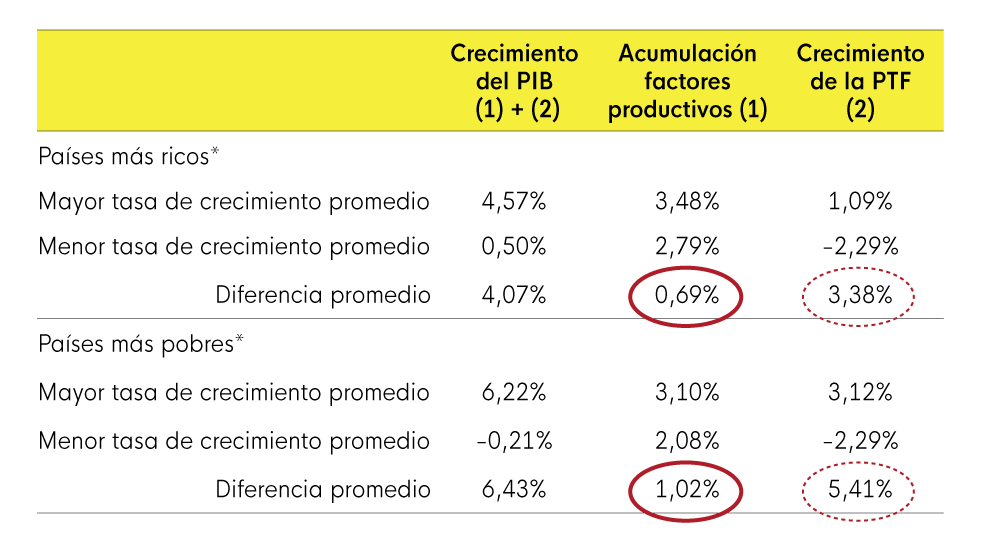 Crecimiento del PIB (1) + (2) Acumulación factores productivos (1) Crecimiento de la PTF (2)
Países más ricos*
Mayor tasa de crecimiento promedio 4,57% 3,48% 1,09%
Menor tasa de crecimiento promedio 0,50% 2,79% -2,29%
Diferencia promedio 4,07% 0,69% 3,38%
Países más pobres*
Mayor tasa de crecimiento promedio 6,22% 3,10% 3,12%
Menor tasa de crecimiento promedio -0,21% 2,08% -2,29%
Diferencia promedio 6,43% 1,02% 5,41%